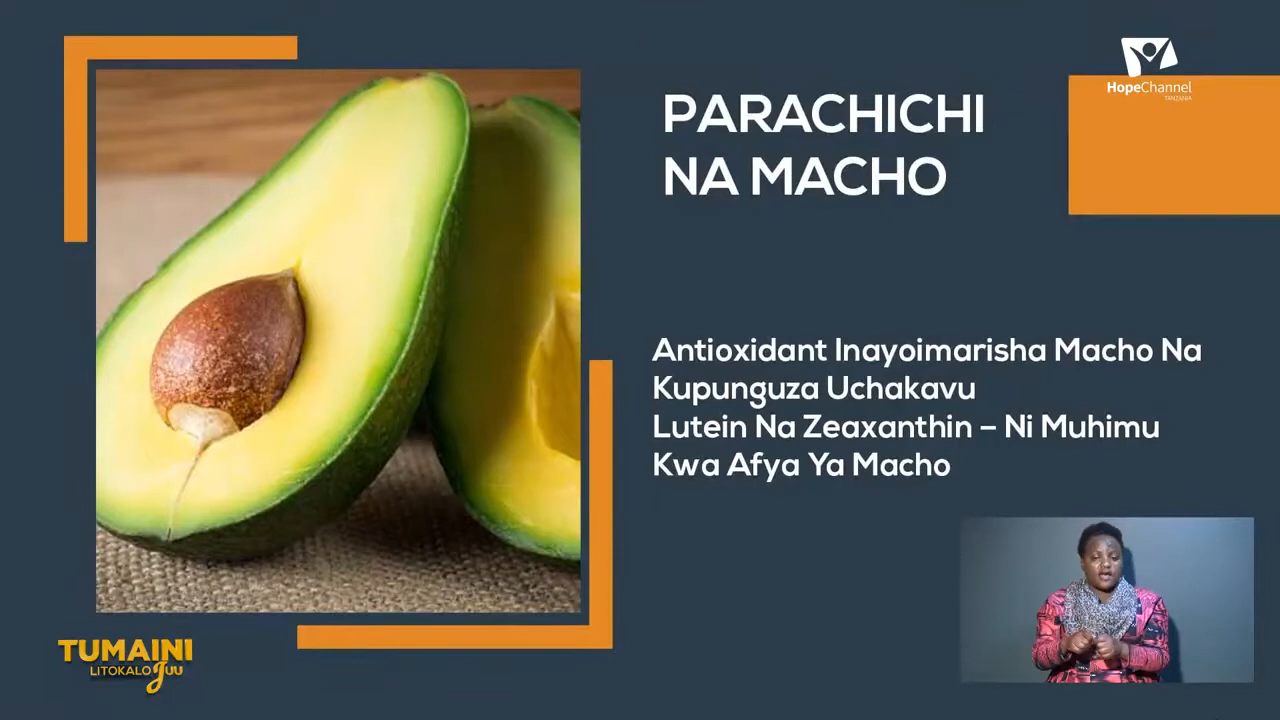 HopeChannel
TANZANIA
PARACHICHI
NA MACHO
Antioxidant Inayoimarisha Macho Na
Kupunguza Uchakavu
Lutein Na Zeaxanthin – Ni Muhimu
Kwa Afya Ya Macho
TUMAINI
LITOKALO JUU